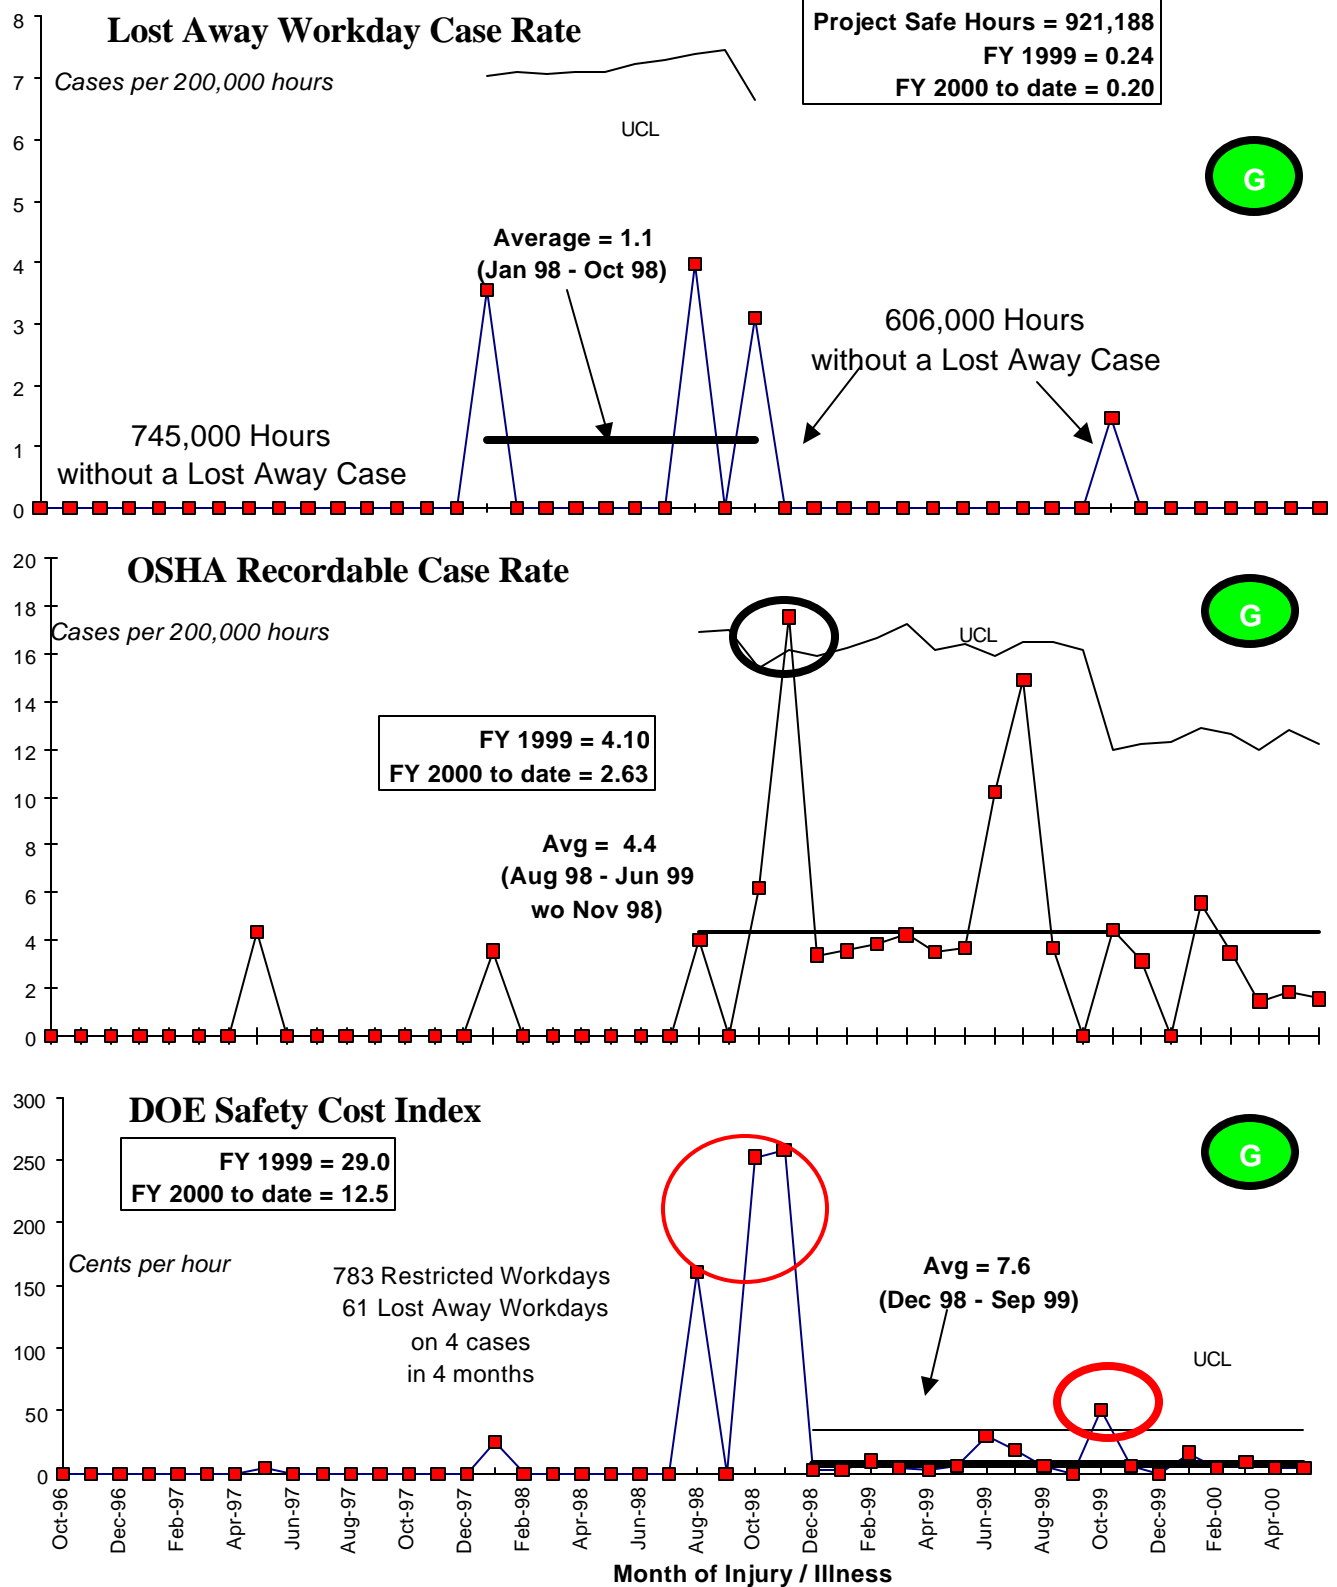 Lost Away Workday Case Rate
Cases per 200,000 hours
Project Safe Hours = 921,188
FY 1999 = 0.24
FY 2000 to date = 0.20
8
7
6
5
4
3
2
1
0
UCL
G
Average = 1.1
(Jan 98 - Oct 98)
606,000 Hours
without a Lost Away Case
745,000 Hours
without a Lost Away Case
OSHA Recordable Case Rate
Cases per 200,000 hours
20
18
16
14
12
10
8
6
4
2
0
UCL
G
FY 1999 = 4.10
FY 2000 to date = 2.63
Avg = 4.4
(Aug 98 - Jun 99
wo Nov 98)
DOE Safety Cost Index
FY 1999 = 29.0
FY 2000 to date = 12.5
Cents per hour
300
250
200
150
100
50
0
G
783 Restricted Workdays
61 Lost Away Workdays
on 4 cases
in 4 months
Avg = 7.6
(Dec 98 - Sep 99)
UCL
Oct-96
Dec-96
Feb-97
Apr-97
Jun-97
Aug-97
Oct-97
Dec-97
Feb-98
Apr-98
Jun-98
Aug-98
Oct-98
Dec-98
Feb-99
Apr-99
Jun-99
Aug-99
Oct-99
Dec-99
Feb-00
Apr-00
Month of Injury / Illness